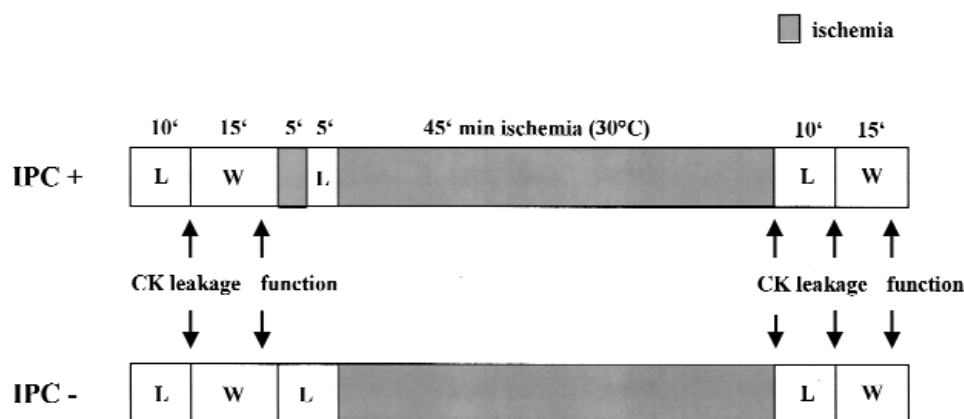 ischemia
10‘ 15‘ 5‘ 5‘ 45‘ min ischemia (30°C) 10‘ 15‘
IPC + L W L L W
CK leakage function CK leakage function
IPC - L W L L W